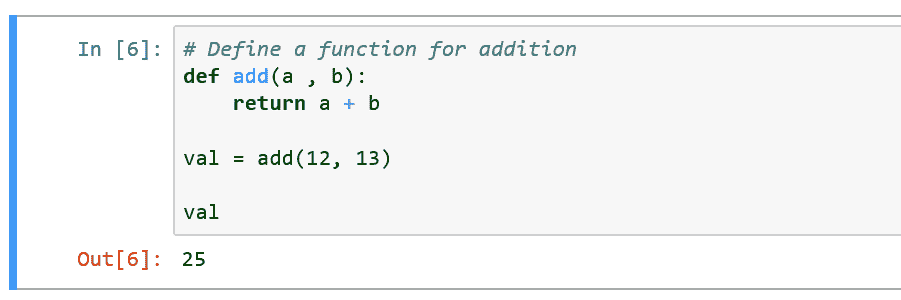 In [6]: # Define a function for addition
def add(a , b):
    return a + b
val = add(12, 13)
val
Out[6]: 25